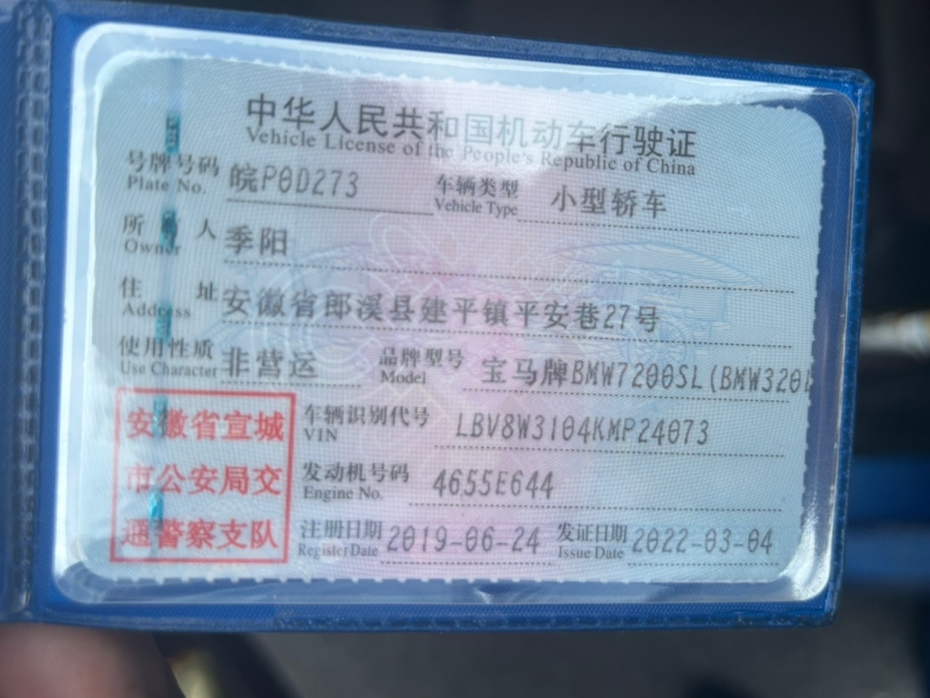 中华人民共和国机动车行驶证
Vehicle License of the People's Republic of China
号牌号码 皖P0D273 车辆类型 小型轿车
Plate No. Vehicle Type
所有人 季阳
Owner
住址 安徽省郎溪县建平镇平安巷27号
Address
使用性质 非营运 品牌型号 宝马牌BMW7200SL(BMW320
Use Character Model
安徽省宣城
市公安局交
通警察支队
车辆识别代号 LBV8W3104KMP24073
VIN
发动机号码 4655E644
Engine No.
注册日期 2019-06-24 发证日期 2022-03-04
Register Date Issue Date